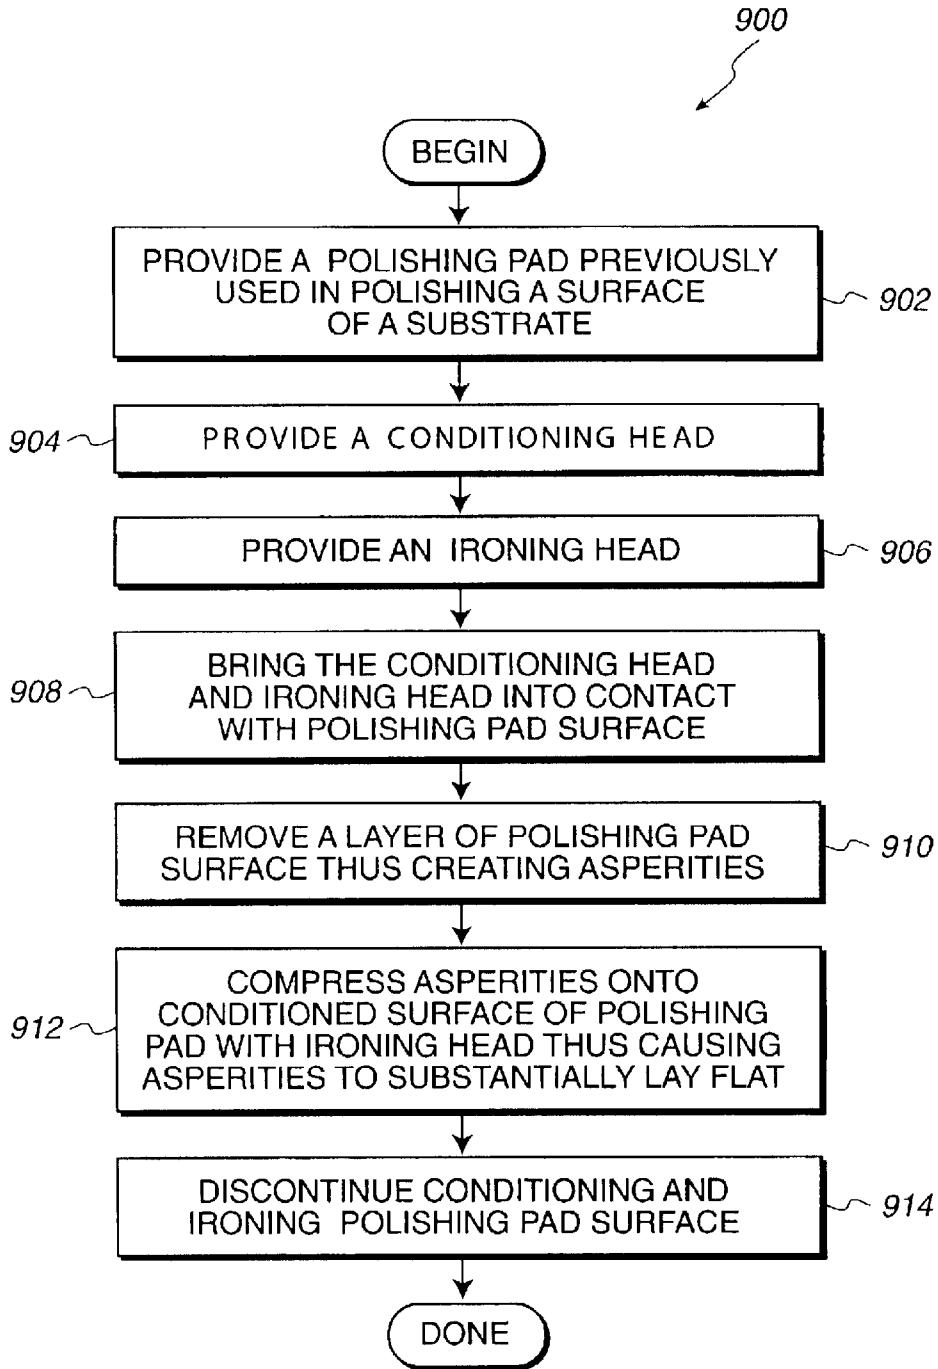 900
BEGIN
PROVIDE A POLISHING PAD PREVIOUSLY
USED IN POLISHING A SURFACE
OF A SUBSTRATE
902
904
PROVIDE A CONDITIONING HEAD
PROVIDE AN IRONING HEAD
906
908
BRING THE CONDITIONING HEAD
AND IRONING HEAD INTO CONTACT
WITH POLISHING PAD SURFACE
REMOVE A LAYER OF POLISHING PAD
SURFACE THUS CREATING ASPERITIES
910
912
COMPRESS ASPERITIES ONTO
CONDITIONED SURFACE OF POLISHING
PAD WITH IRONING HEAD THUS CAUSING
ASPERITIES TO SUBSTANTIALLY LAY FLAT
DISCONTINUE CONDITIONING AND
IRONING POLISHING PAD SURFACE
914
DONE